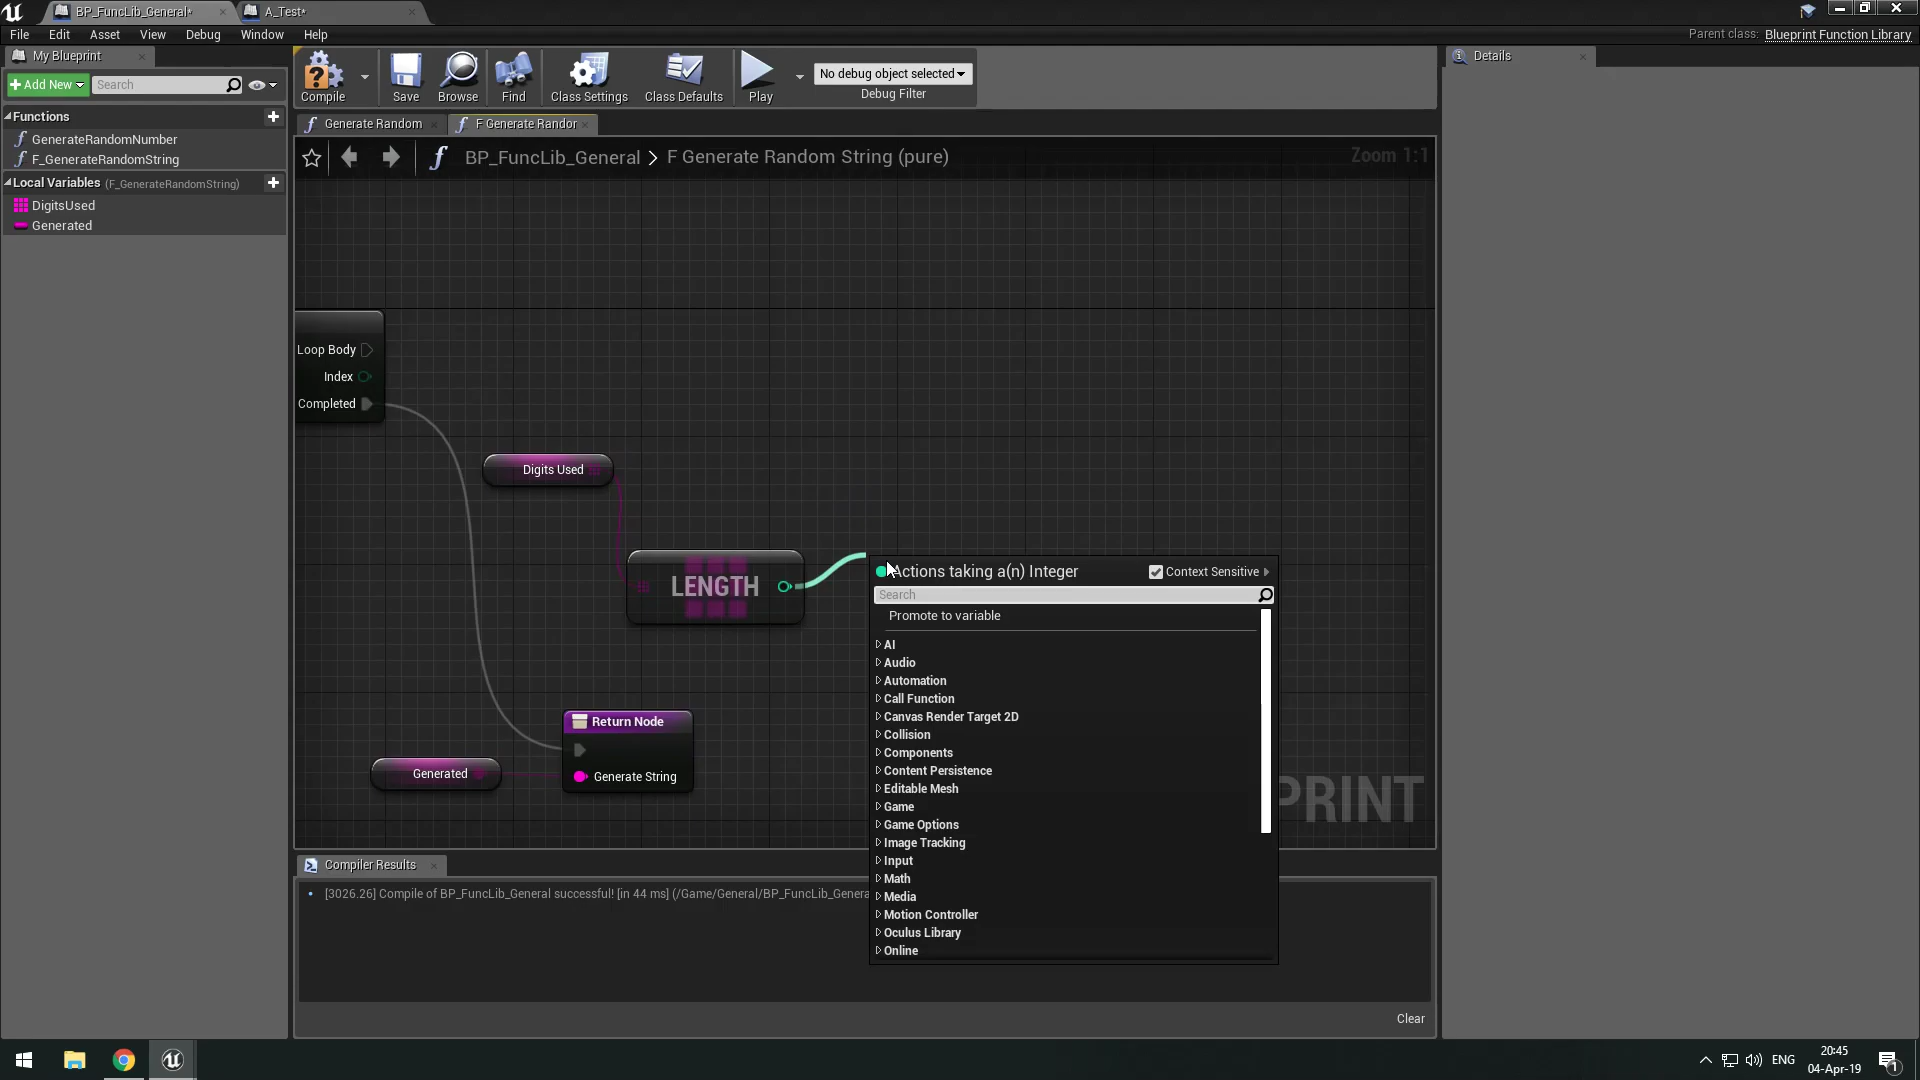 BP_FuncLib_General*
A_Test*
File Edit Asset View Debug Window Help
Parent class: Blueprint Function Library
My Blueprint
Add New
Search
Functions
GenerateRandomNumber
F_GenerateRandomString
Local Variables (F_GenerateRandomString)
DigitsUsed
Generated
Compile
Save
Browse
Find
Class Settings
Class Defaults
Play
No debug object selected
Debug Filter
Details
Generate Random
F Generate Randor
BP_FuncLib_General > F Generate Random String (pure)
Zoom 1:1
Loop Body
Index
Completed
Digits Used
LENGTH
Return Node
Generated
Generate String
Actions taking a(n) Integer
Context Sensitive
Search
Promote to variable
AI
Audio
Automation
Call Function
Canvas Render Target 2D
Collision
Components
Content Persistence
Editable Mesh
Game
Game Options
Image Tracking
Input
Math
Media
Motion Controller
Oculus Library
Online
PRINT
Compiler Results
[3026.26] Compile of BP_FuncLib_General successful! [in 44 ms] (/Game/General/BP_FuncLib_Genera
Clear
ENG
20:45
04-Apr-19
1